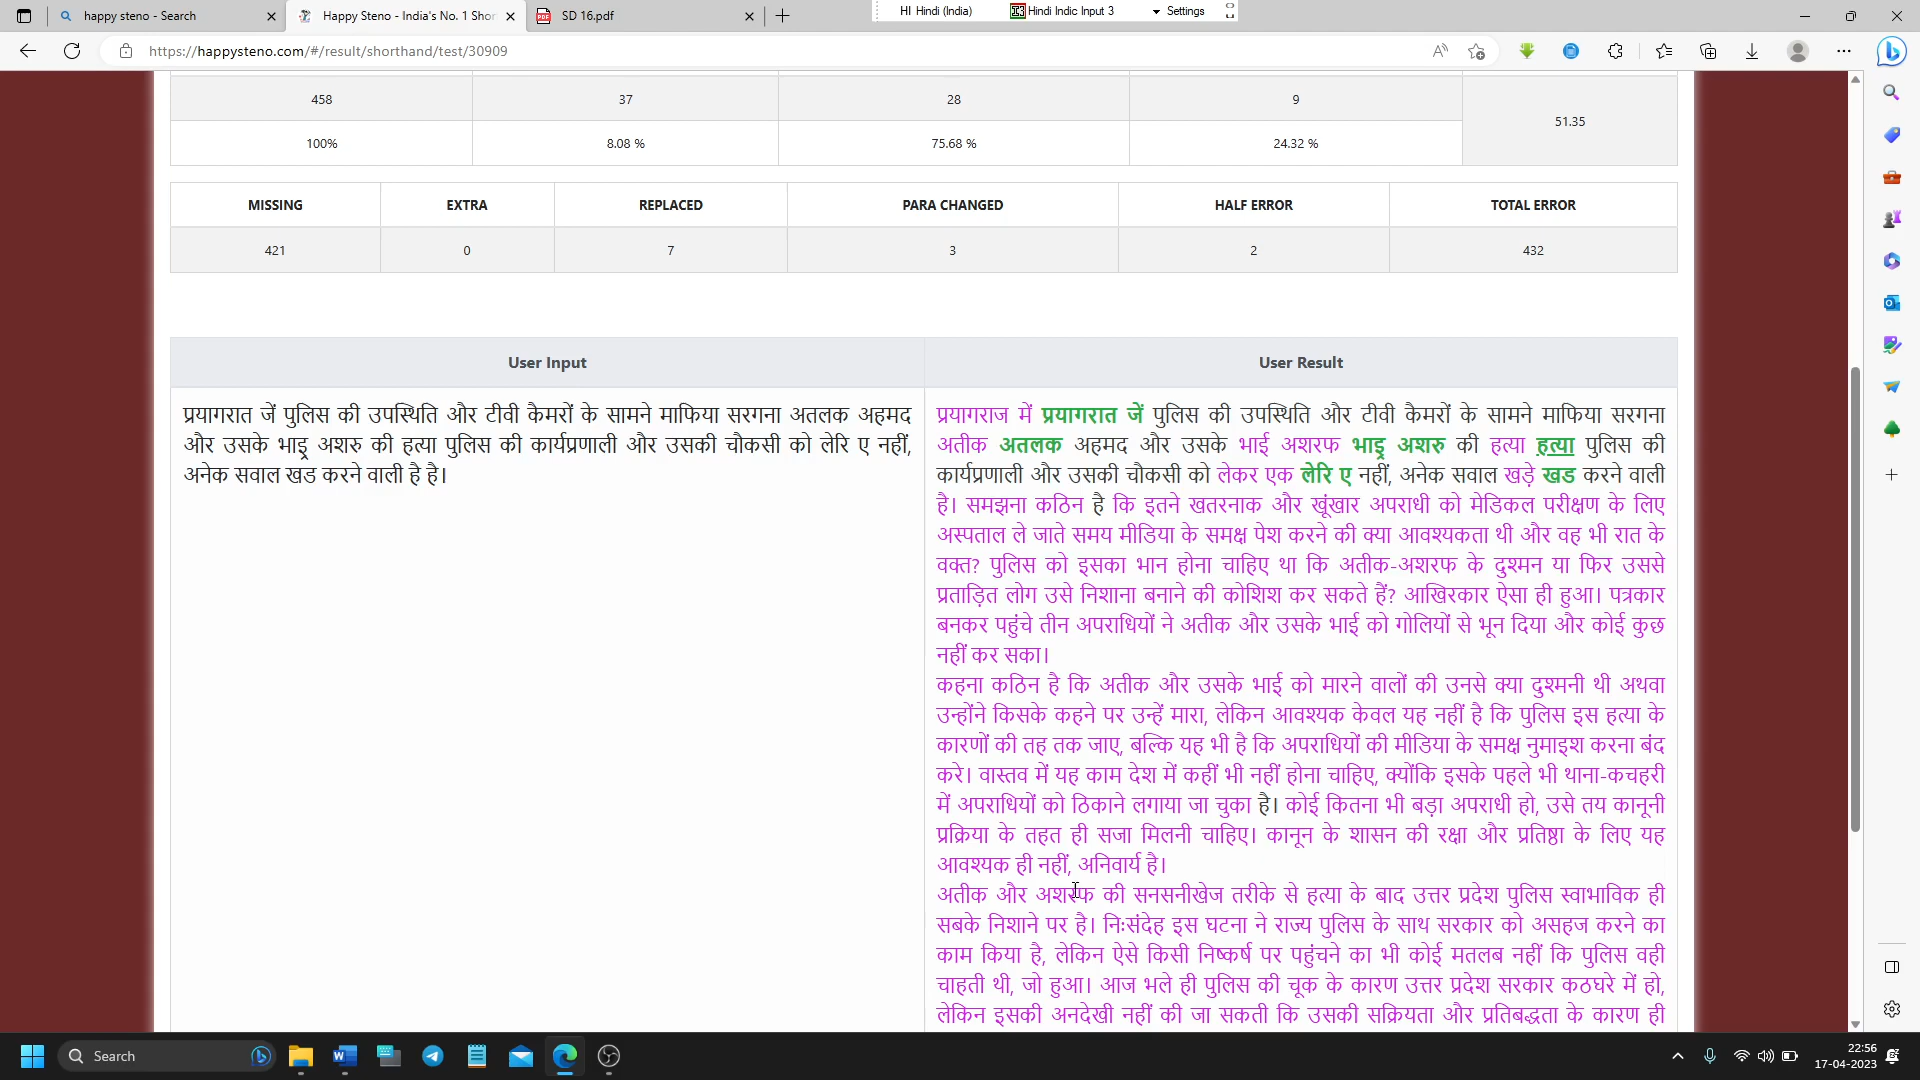 happy steno - Search
Happy Steno - India's No. 1 Shor
SD 16.pdf
HI Hindi (India)
Hindi Indic Input 3
Settings
https://happysteno.com/#/result/shorthand/test/30909
458 37 28 9
51.35
100% 8.08 % 75.68 % 24.32 %
MISSING EXTRA REPLACED PARA CHANGED HALF ERROR TOTAL ERROR
421 0 7 3 2 432
User Input
प्रयागरात जें पुलिस की उपस्थिति और टीवी कैमरों के सामने माफिया सरगना अतलक अहमद
और उसके भाड्र अशरु की हत्या पुलिस की कार्यप्रणाली और उसकी चौकसी को लेरि ए नहीं,
अनेक सवाल खड करने वाली है है।
User Result
प्रयागराज में प्रयागरात जें पुलिस की उपस्थिति और टीवी कैमरों के सामने माफिया सरगना
अतीक अतलक अहमद और उसके भाई अशरफ भाड्र अशरु की हत्या हत्या पुलिस की
कार्यप्रणाली और उसकी चौकसी को लेकर एक लेरि ए नहीं, अनेक सवाल खड़े खड करने वाली
है। समझना कठिन है कि इतने खतरनाक और खूंखार अपराधी को मेडिकल परीक्षण के लिए
अस्पताल ले जाते समय मीडिया के समक्ष पेश करने की क्या आवश्यकता थी और वह भी रात के
वक्त? पुलिस को इसका भान होना चाहिए था कि अतीक-अशरफ के दुश्मन या फिर उससे
प्रताड़ित लोग उसे निशाना बनाने की कोशिश कर सकते हैं? आखिरकार ऐसा ही हुआ। पत्रकार
बनकर पहुंचे तीन अपराधियों ने अतीक और उसके भाई को गोलियों से भून दिया और कोई कुछ
नहीं कर सका।
कहना कठिन है कि अतीक और उसके भाई को मारने वालों की उनसे क्या दुश्मनी थी अथवा
उन्होंने किसके कहने पर उन्हें मारा, लेकिन आवश्यक केवल यह नहीं है कि पुलिस इस हत्या के
कारणों की तह तक जाए, बल्कि यह भी है कि अपराधियों की मीडिया के समक्ष नुमाइश करना बंद
करे। वास्तव में यह काम देश में कहीं भी नहीं होना चाहिए, क्योंकि इसके पहले भी थाना-कचहरी
में अपराधियों को ठिकाने लगाया जा चुका है। कोई कितना भी बड़ा अपराधी हो, उसे तय कानूनी
प्रक्रिया के तहत ही सजा मिलनी चाहिए। कानून के शासन की रक्षा और प्रतिष्ठा के लिए यह
आवश्यक ही नहीं, अनिवार्य है।
अतीक और अशरफ की सनसनीखेज तरीके से हत्या के बाद उत्तर प्रदेश पुलिस स्वाभाविक ही
सबके निशाने पर है। निःसंदेह इस घटना ने राज्य पुलिस के साथ सरकार को असहज करने का
काम किया है, लेकिन ऐसे किसी निष्कर्ष पर पहुंचने का भी कोई मतलब नहीं कि पुलिस वही
चाहती थी, जो हुआ। आज भले ही पुलिस की चूक के कारण उत्तर प्रदेश सरकार कठघरे में हो,
लेकिन इसकी अनदेखी नहीं की जा सकती कि उसकी सक्रियता और प्रतिबद्धता के कारण ही
Search
22:56
17-04-2023